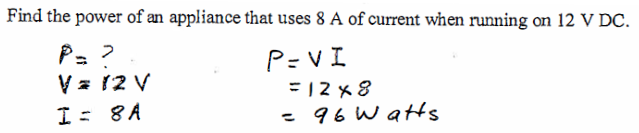 Find the power of an appliance that uses 8 A of current when running on 12 V DC.
P = ?
V = 12 V
I = 8A
P = V I
= 12 x 8
= 96 Watts